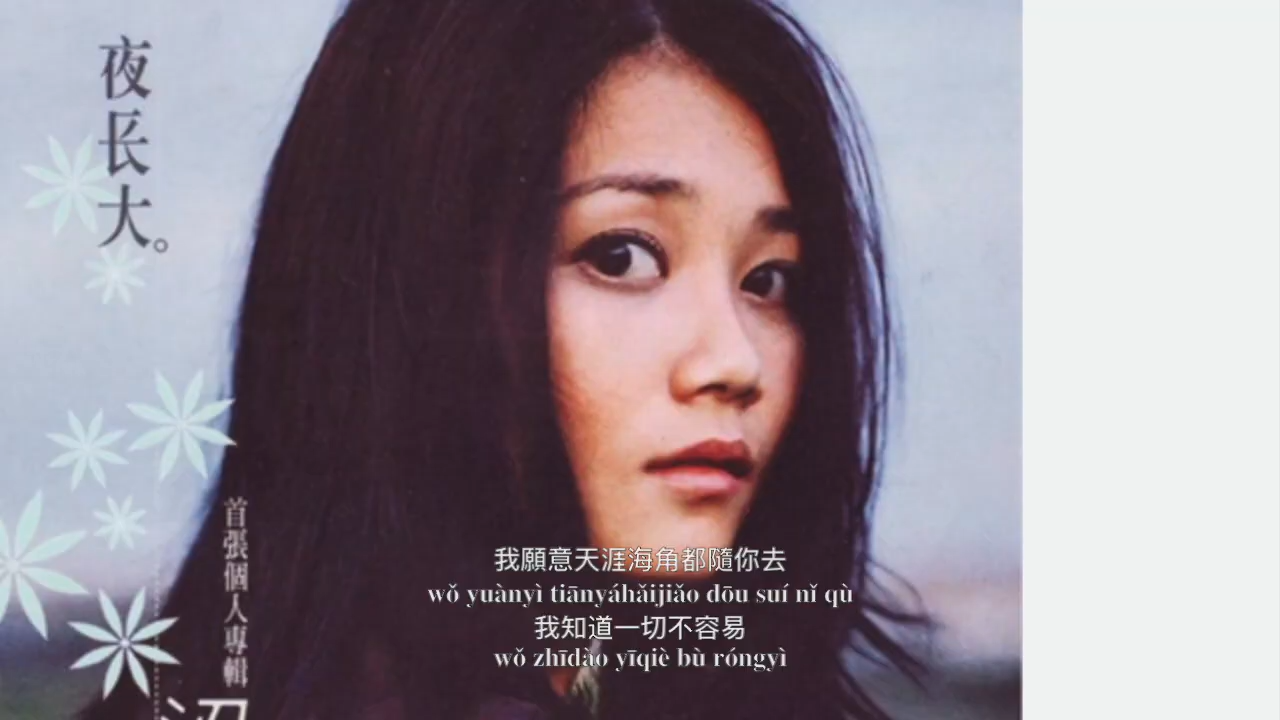 夜长大。
首張個人專輯
我願意天涯海角都隨你去
wǒ yuànyì tiānyáhǎijiǎo dōu suí nǐ qù
我知道一切不容易
wǒ zhīdào yīqiè bù róngyì